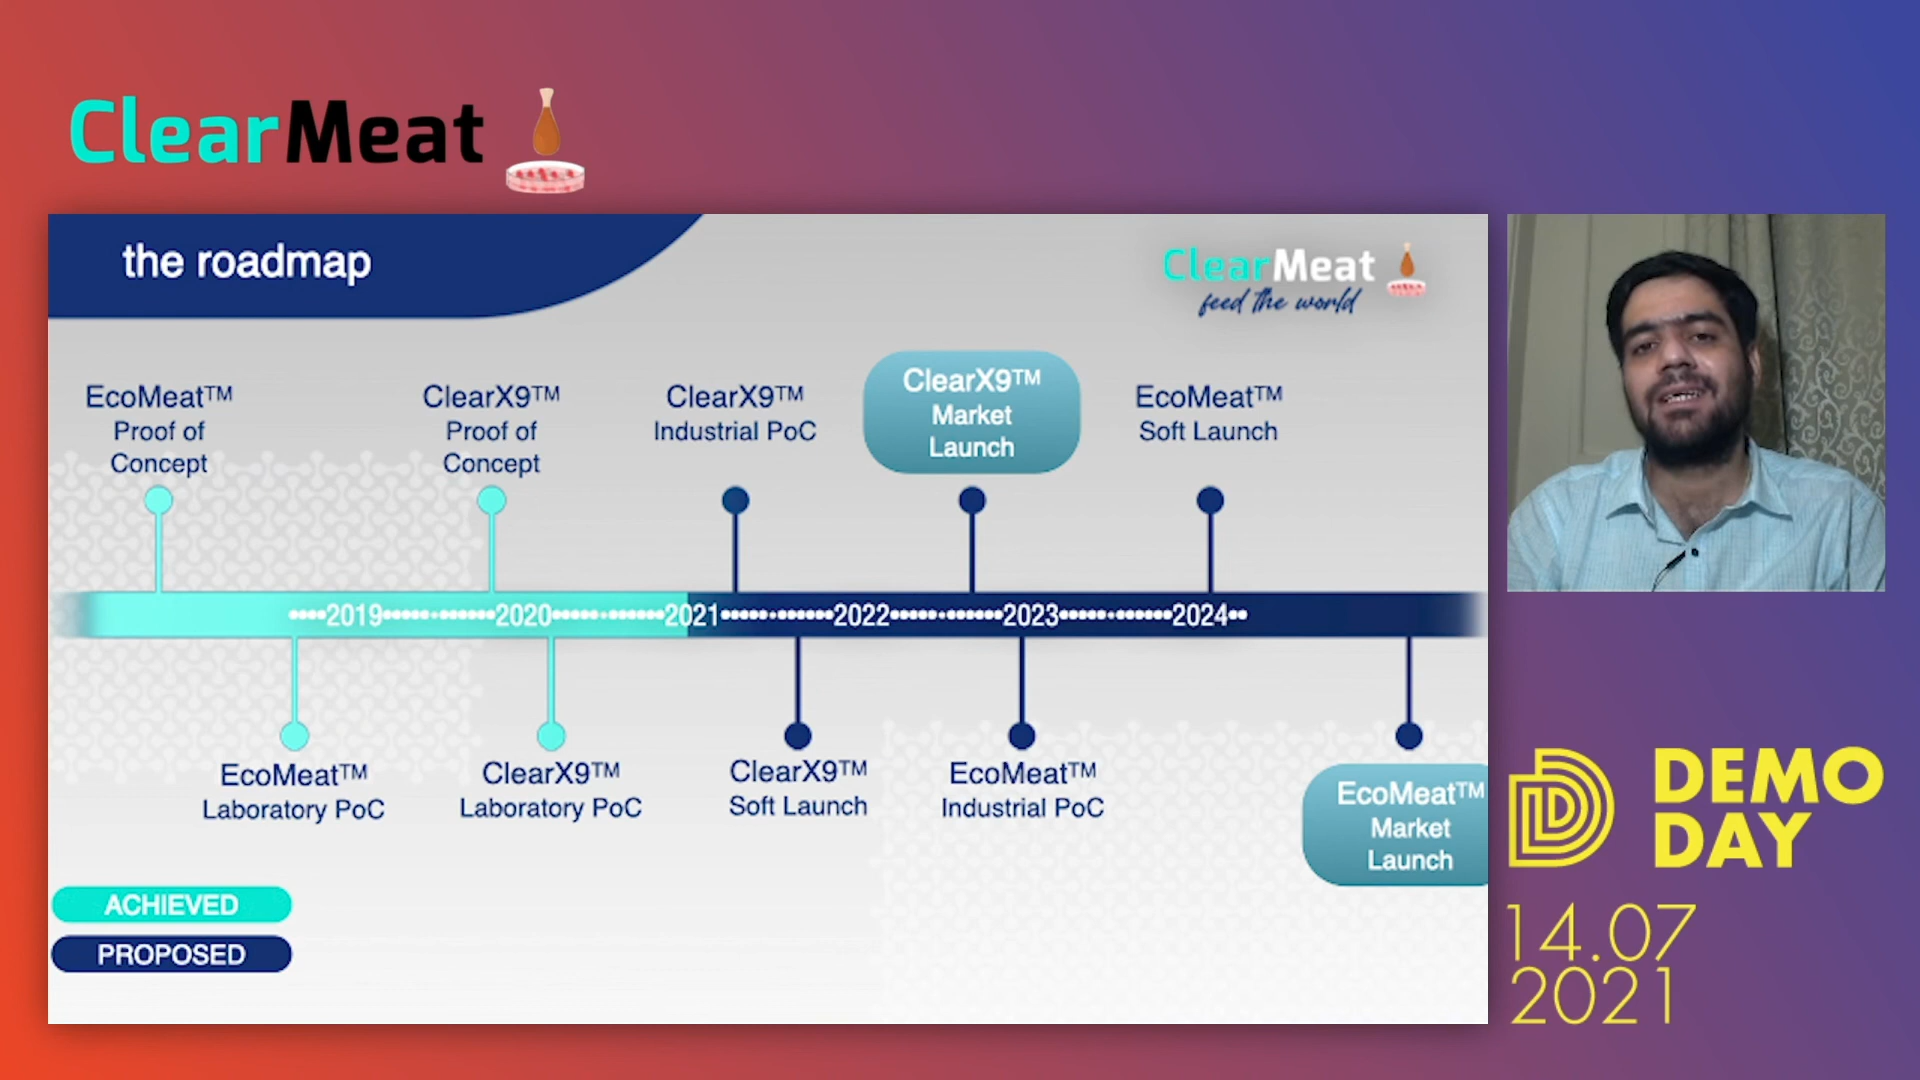 ClearMeat
the roadmap
ClearMeat
feed the world
EcoMeat™
Proof of
Concept
ClearX9™
Proof of
Concept
ClearX9™
Industrial PoC
ClearX9™
Market
Launch
EcoMeat™
Soft Launch
2019 2020 2021 2022 2023 2024
EcoMeat™
Laboratory PoC
ClearX9™
Laboratory PoC
ClearX9™
Soft Launch
EcoMeat™
Industrial PoC
EcoMeat™
Market
Launch
ACHIEVED
PROPOSED
DEMO
DAY
14.07
2021